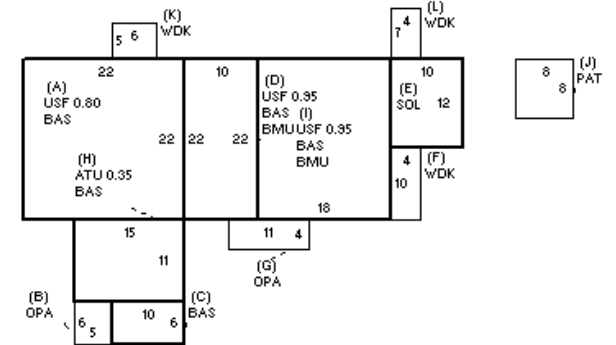 (K)
5 6 WDK
(L)
4
7 WDK
22
10
10
8
8
(J)
PAT
(A)
USF 0.80
BAS
(D)
USF 0.95
BAS (I)
BMU USF 0.95
BAS
BMU
(E)
SOL 12
22 22 22
(H)
ATU 0.35
BAS
4 (F)
WDK
10
18
15
11 4
11
(G)
OPA
(B)
OPA
6
5
10
6
(C)
BAS